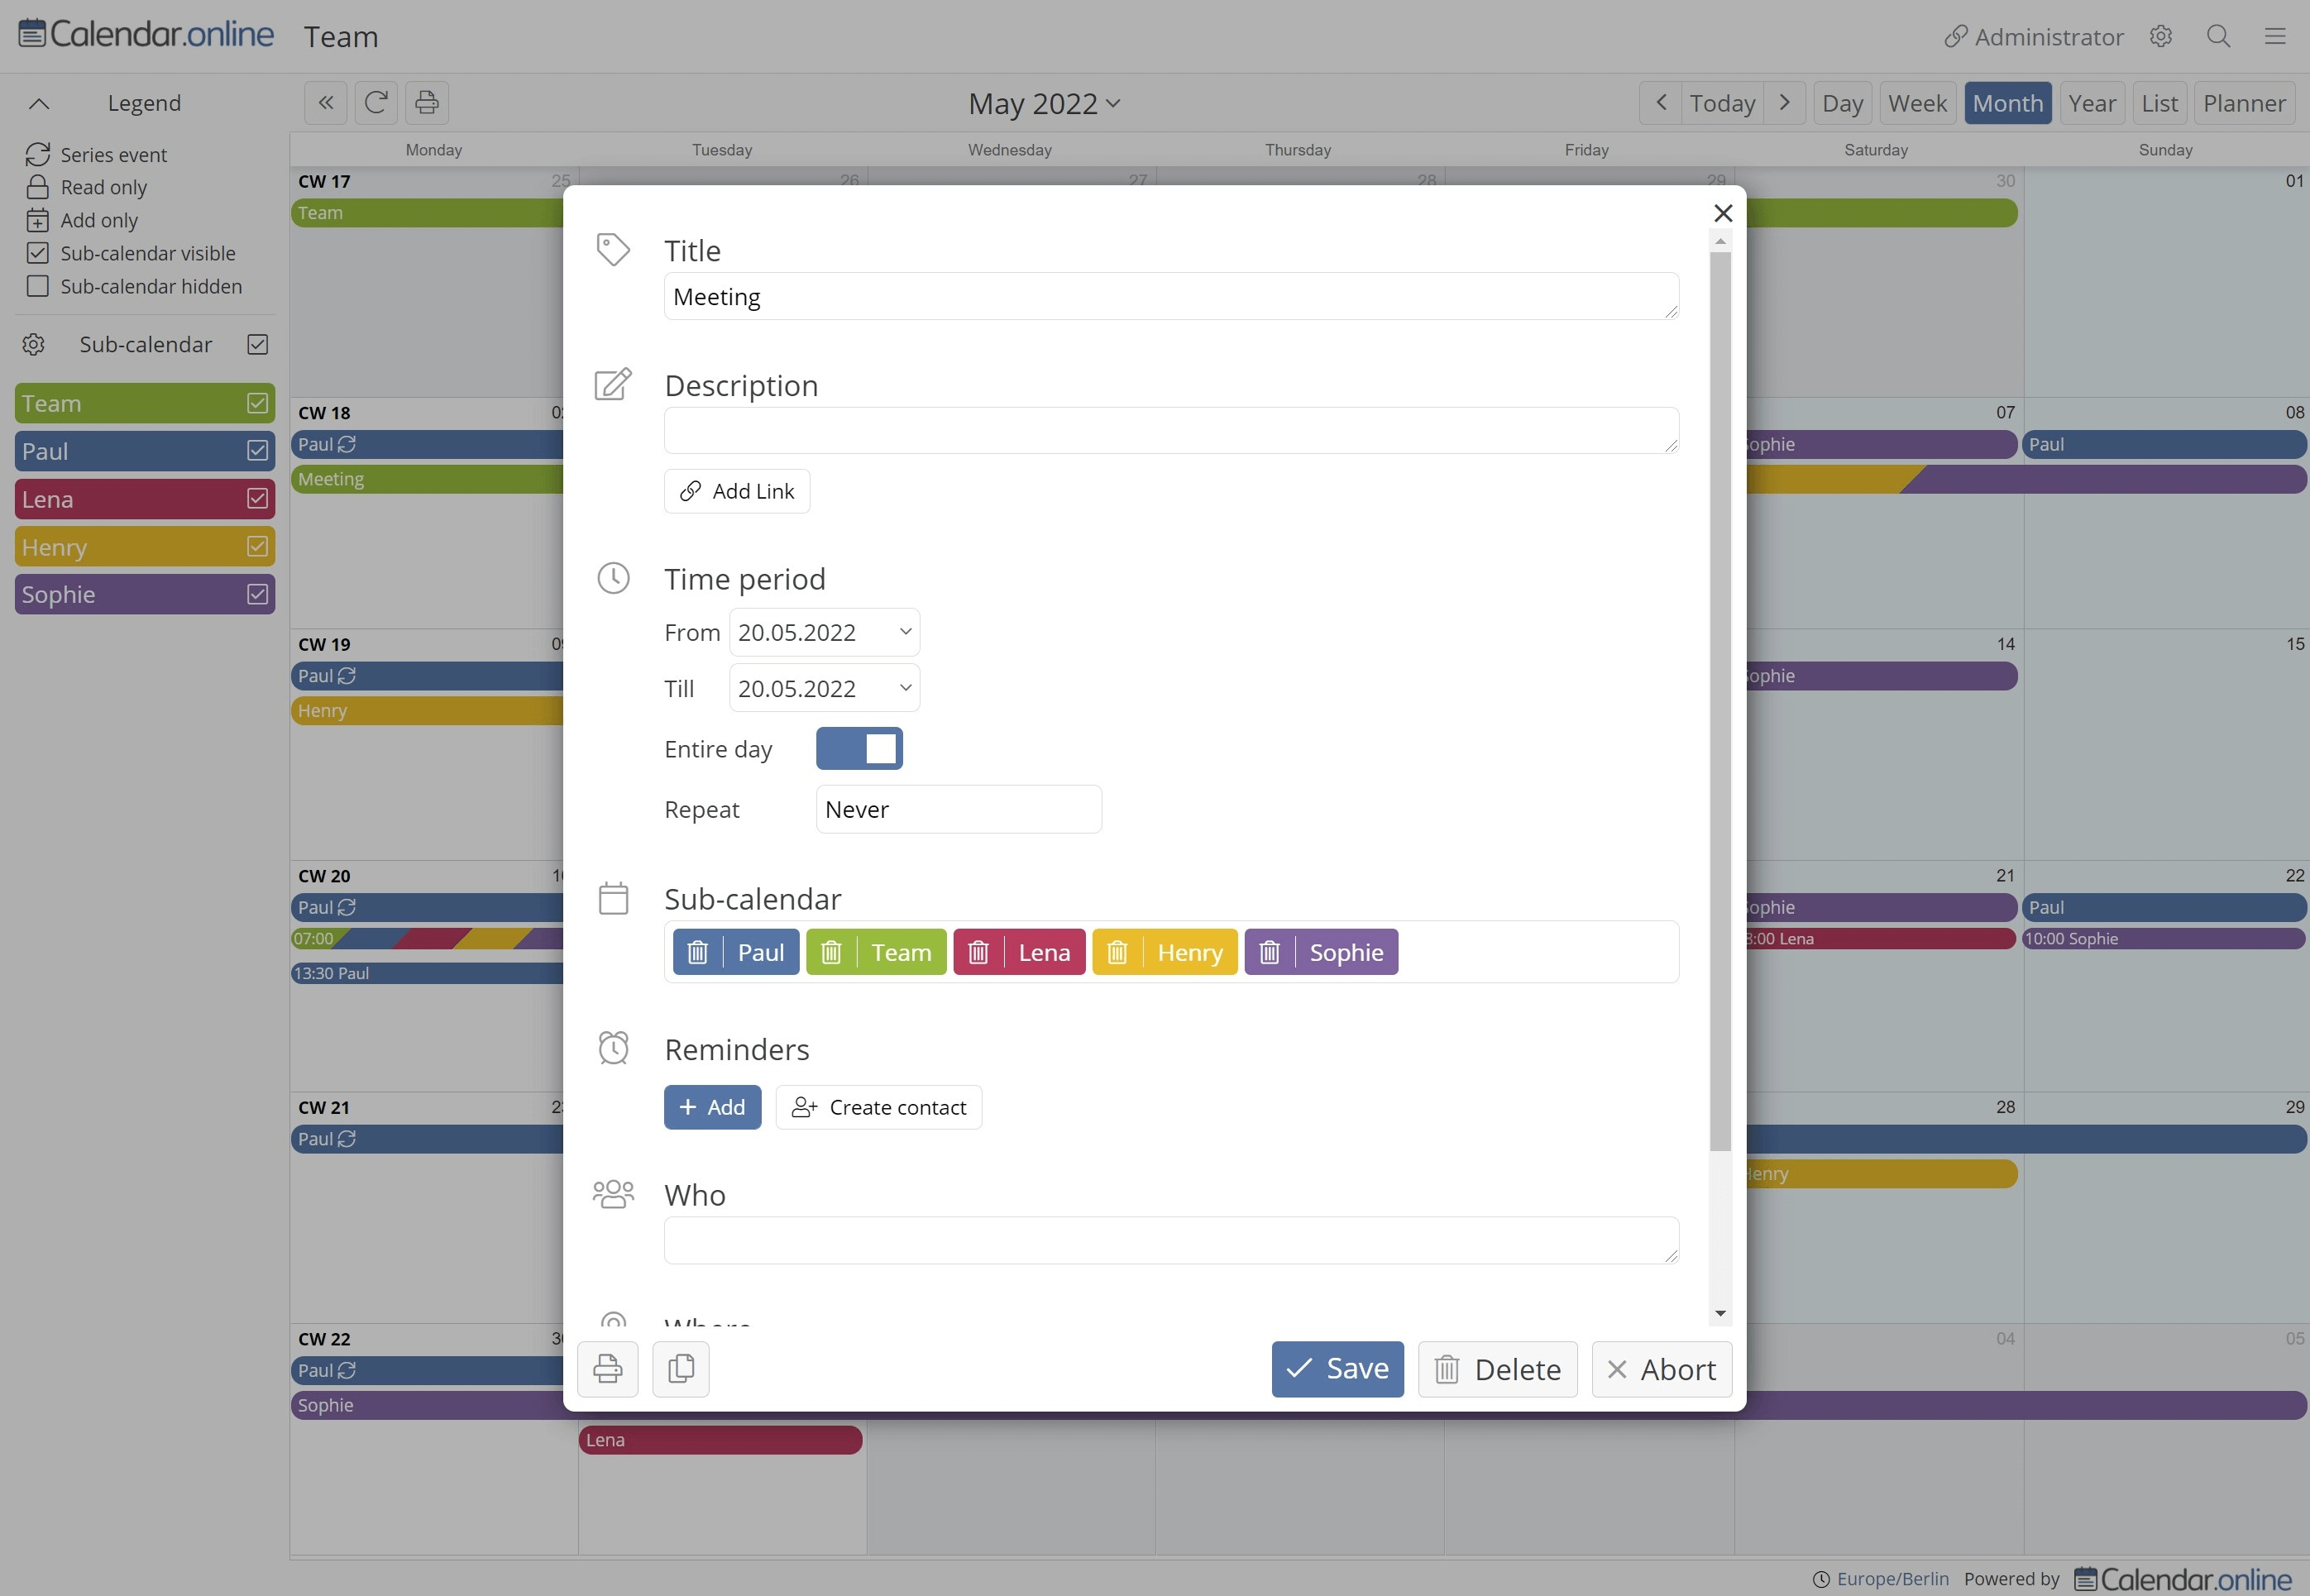 Calendar.online Team Administrator
Legend
Series event
Read only
Add only
Sub-calendar visible
Sub-calendar hidden
Sub-calendar
Team
Paul
Lena
Henry
Sophie
May 2022 Today Day Week Month Year List Planner
Monday Tuesday Wednesday Thursday Friday Saturday Sunday
CW 17 25 26 27 28 29 30 01
Team
CW 18 07 08
Paul Sophie Paul
Meeting
CW 19 14 15
Paul Sophie
Henry
CW 20 21 22
Paul Sophie Paul
07:00 Lena 10:00 Sophie
13:30 Paul
CW 21 28 29
Paul
Henry
CW 22 04 05
Paul
Sophie
Lena
Title
Meeting
Description
Add Link
Time period
From 20.05.2022
Till 20.05.2022
Entire day
Repeat Never
Sub-calendar
Paul Team Lena Henry Sophie
Reminders
+ Add Create contact
Who
Where
Save Delete Abort
Europe/Berlin Powered by Calendar.online